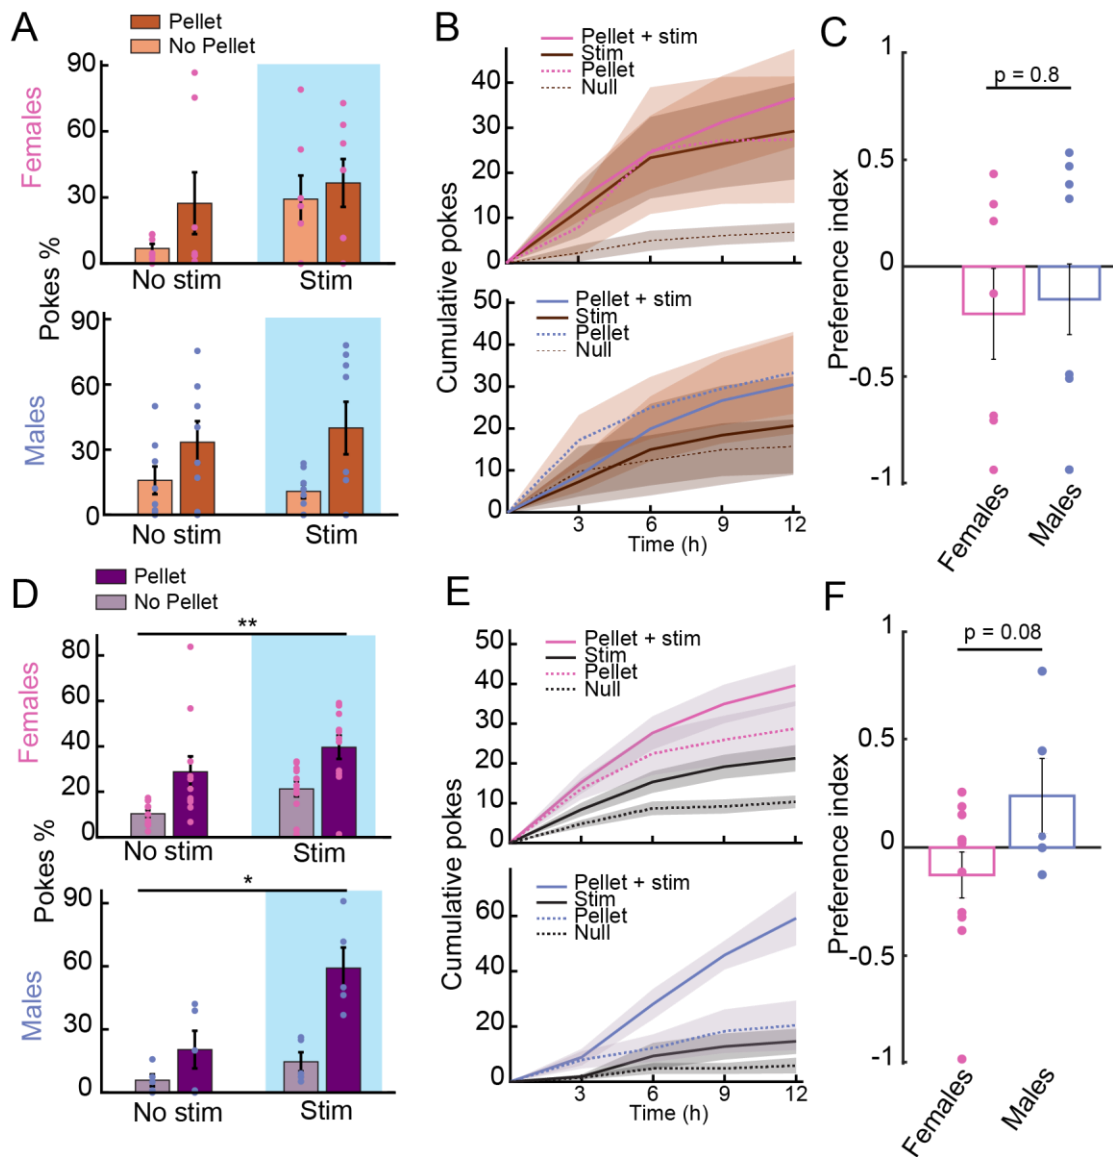 A
Pellet
No Pellet
Females
Pokes %
90
60
30
0
No stim
Stim
Males
90
60
30
0
No stim
Stim
B
Pellet + stim
Stim
Pellet
Null
Cumulative pokes
40
30
20
10
0
50
40
30
20
10
0
Pellet + stim
Stim
Pellet
Null
3 6 9 12
Time (h)
C
p = 0.8
Preference index
1
0.5
0
-0.5
-1
Females
Males
D
Pellet
No Pellet
**
Females
Pokes %
80
60
40
20
0
No stim
Stim
*
Males
90
60
30
0
No stim
Stim
E
Pellet + stim
Stim
Pellet
Null
Cumulative pokes
50
40
30
20
10
0
Pellet + stim
Stim
Pellet
Null
60
40
20
0
3 6 9 12
Time (h)
F
p = 0.08
Preference index
1
0.5
0
-0.5
-1
Females
Males